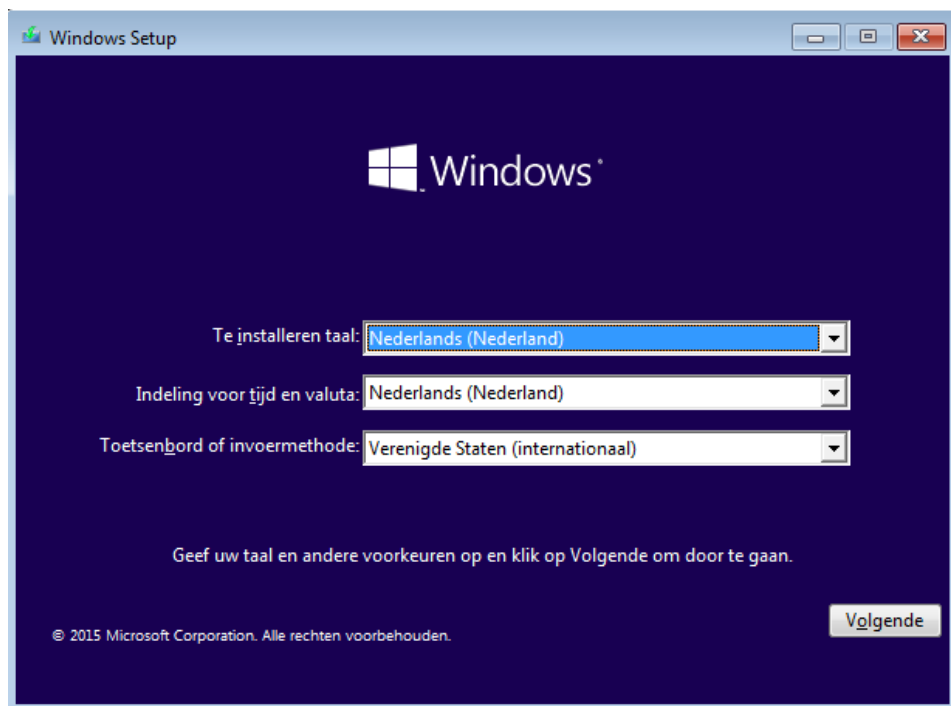 Windows Setup
Windows
Te installeren taal: Nederlands (Nederland)
Indeling voor tijd en valuta: Nederlands (Nederland)
Toetsenbord of invoermethode: Verenigde Staten (internationaal)
Geef uw taal en andere voorkeuren op en klik op Volgende om door te gaan.
Volgende
© 2015 Microsoft Corporation. Alle rechten voorbehouden.